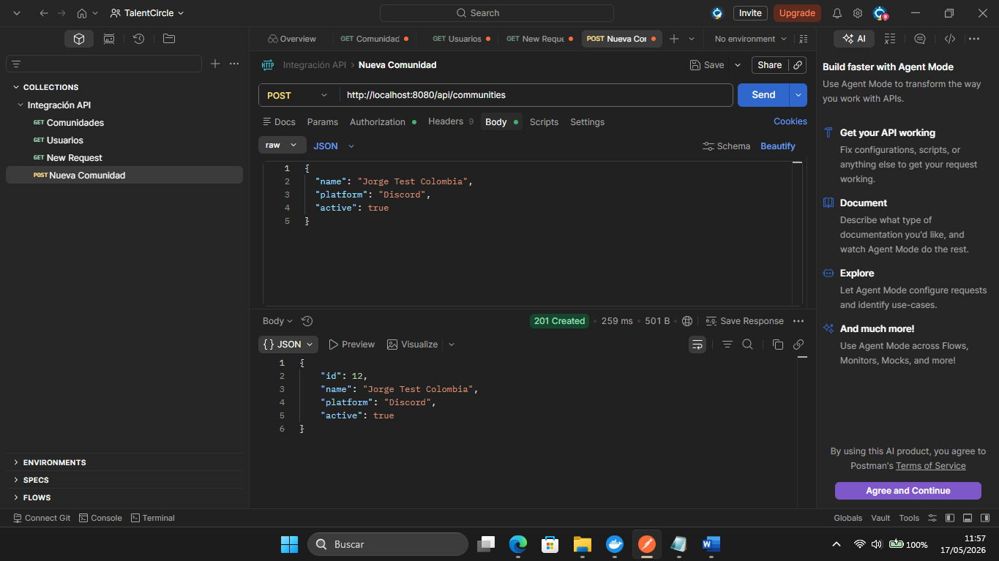 TalentCircle
Search
Invite
Upgrade
Overview
GET Comunidad
GET Usuarios
GET New Reque
POST Nueva Cor
No environment
AI
HTTP Integración API > Nueva Comunidad
Save
Share
POST
http://localhost:8080/api/communities
Send
Docs
Params
Authorization
Headers 9
Body
Scripts
Settings
Cookies
raw
JSON
Schema
Beautify
1 {
2 "name": "Jorge Test Colombia",
3 "platform": "Discord",
4 "active": true
5 }
Body
201 Created
259 ms
501 B
e.g. Save Response
{} JSON
Preview
Visualize
1 {
2 "id": 12,
3 "name": "Jorge Test Colombia",
4 "platform": "Discord",
5 "active": true
6 }
COLLECTIONS
Integración API
GET Comunidades
GET Usuarios
GET New Request
POST Nueva Comunidad
ENVIRONMENTS
SPECS
FLOWS
Build faster with Agent Mode
Use Agent Mode to transform the way
you work with APIs.
Get your API working
Fix configurations, scripts, or
anything else to get your request
working.
Document
Describe what type of
documentation you'd like, and
watch Agent Mode do the rest.
Explore
Let Agent Mode configure requests
and identify use-cases.
And much more!
Use Agent Mode across Flows,
Monitors, Mocks, and more!
By using this AI product, you agree to
Postman's Terms of Service
Agree and Continue
Connect Git
Console
Terminal
Globals
Vault
Tools
Buscar
W
100%
11:57
17/05/2026